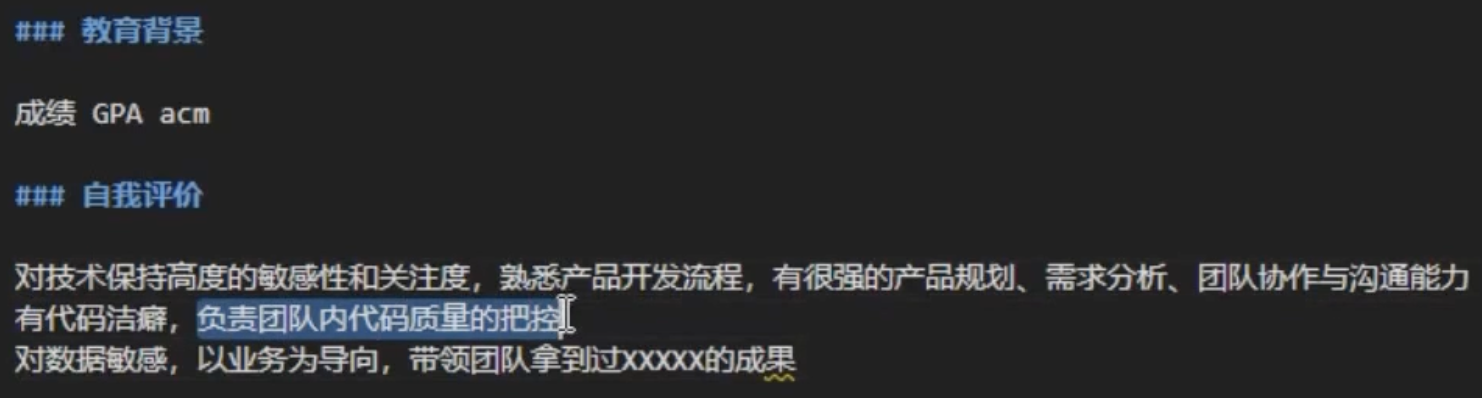 ### 教育背景
成绩 GPA acm
### 自我评价
对技术保持高度的敏感性和关注度，熟悉产品开发流程，有很强的产品规划、需求分析、团队协作与沟通能力
有代码洁癖，负责团队内代码质量的把控
对数据敏感，以业务为导向，带领团队拿到过XXXXX的成果